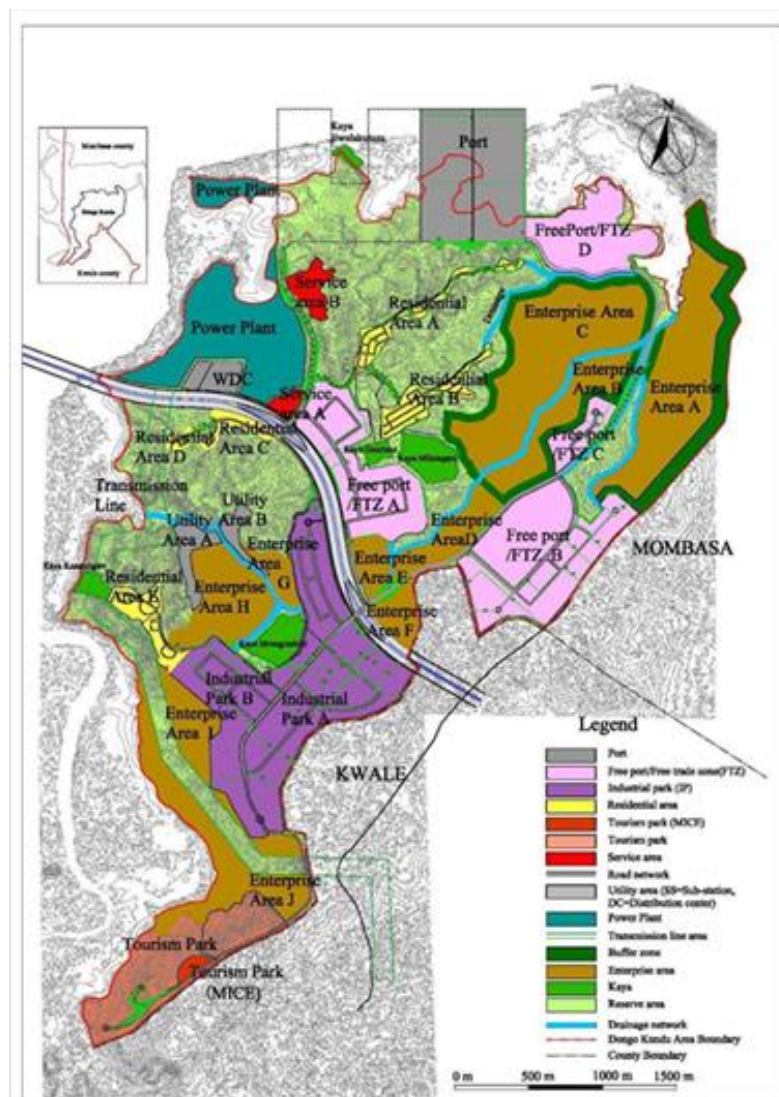 N
Port
Power Plant
FreePort/FTZ
D
Service
area B
Residential
Area A
Enterprise Area
C
Power Plant
Enterprise
Area B
Residential
Area B
Enterprise
Area A
WDC
Service
area A
Residential
Area C
Residential
Area D
Free port
/FTZ C
Free port
/FTZ A
Transmission
Line
Utility
Area B
Utility
Area A
Enterprise
AreaD
Free port
/FTZ B
MOMBASA
Enterprise
Area
G
Enterprise
Area E
Residential
Enterprise
Area H
Enterprise
Area F
Industrial
Park B
Industrial
Park A
Enterprise
Area I
KWALE
Enterprise
Area J
Tourism Park
Tourism Park
(MICE)
Legend
Port
Free port/Free trade zone(FTZ)
Industrial park (IP)
Residential area
Tourism park (MICE)
Tourism park
Service area
Road network
Utility area (SS=Sub-station,
DC=Distribution center)
Power Plant
Transmission line area
Buffer zone
Enterprise area
Kaya
Reserve area
Drainage network
Dongo Kundu Area Boundary
County Boundary
0 m 500 m 1000 m 1500 m